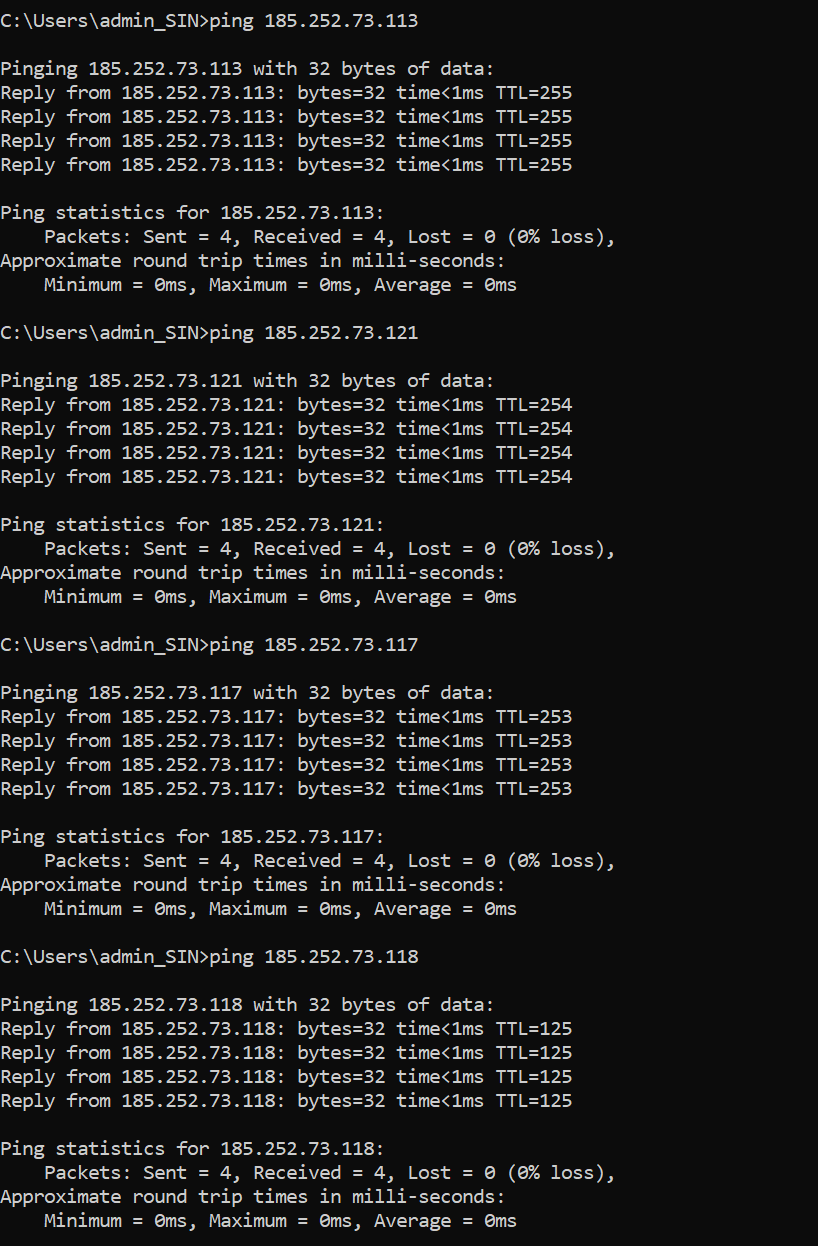 C:\Users\admin_SIN>ping 185.252.73.113
Pinging 185.252.73.113 with 32 bytes of data:
Reply from 185.252.73.113: bytes=32 time<1ms TTL=255
Reply from 185.252.73.113: bytes=32 time<1ms TTL=255
Reply from 185.252.73.113: bytes=32 time<1ms TTL=255
Reply from 185.252.73.113: bytes=32 time<1ms TTL=255
Ping statistics for 185.252.73.113:
    Packets: Sent = 4, Received = 4, Lost = 0 (0% loss),
Approximate round trip times in milli-seconds:
    Minimum = 0ms, Maximum = 0ms, Average = 0ms
C:\Users\admin_SIN>ping 185.252.73.121
Pinging 185.252.73.121 with 32 bytes of data:
Reply from 185.252.73.121: bytes=32 time<1ms TTL=254
Reply from 185.252.73.121: bytes=32 time<1ms TTL=254
Reply from 185.252.73.121: bytes=32 time<1ms TTL=254
Reply from 185.252.73.121: bytes=32 time<1ms TTL=254
Ping statistics for 185.252.73.121:
    Packets: Sent = 4, Received = 4, Lost = 0 (0% loss),
Approximate round trip times in milli-seconds:
    Minimum = 0ms, Maximum = 0ms, Average = 0ms
C:\Users\admin_SIN>ping 185.252.73.117
Pinging 185.252.73.117 with 32 bytes of data:
Reply from 185.252.73.117: bytes=32 time<1ms TTL=253
Reply from 185.252.73.117: bytes=32 time<1ms TTL=253
Reply from 185.252.73.117: bytes=32 time<1ms TTL=253
Reply from 185.252.73.117: bytes=32 time<1ms TTL=253
Ping statistics for 185.252.73.117:
    Packets: Sent = 4, Received = 4, Lost = 0 (0% loss),
Approximate round trip times in milli-seconds:
    Minimum = 0ms, Maximum = 0ms, Average = 0ms
C:\Users\admin_SIN>ping 185.252.73.118
Pinging 185.252.73.118 with 32 bytes of data:
Reply from 185.252.73.118: bytes=32 time<1ms TTL=125
Reply from 185.252.73.118: bytes=32 time<1ms TTL=125
Reply from 185.252.73.118: bytes=32 time<1ms TTL=125
Reply from 185.252.73.118: bytes=32 time<1ms TTL=125
Ping statistics for 185.252.73.118:
    Packets: Sent = 4, Received = 4, Lost = 0 (0% loss),
Approximate round trip times in milli-seconds:
    Minimum = 0ms, Maximum = 0ms, Average = 0ms